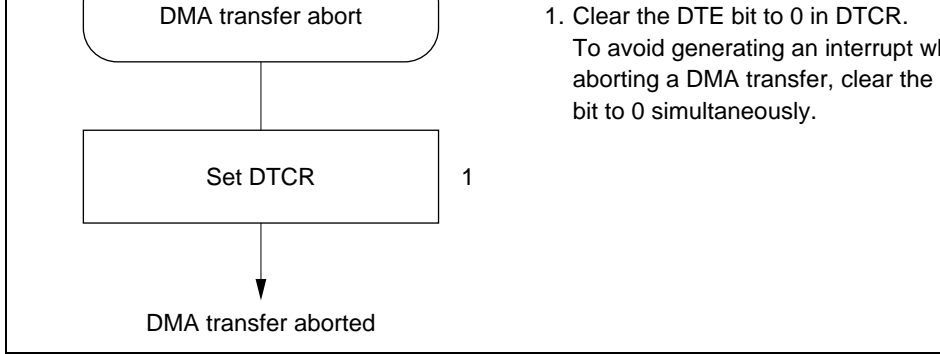 DMA transfer abort
1. Clear the DTE bit to 0 in DTCR.
To avoid generating an interrupt
aborting a DMA transfer, clear the
bit to 0 simultaneously.
Set DTCR
1
DMA transfer aborted